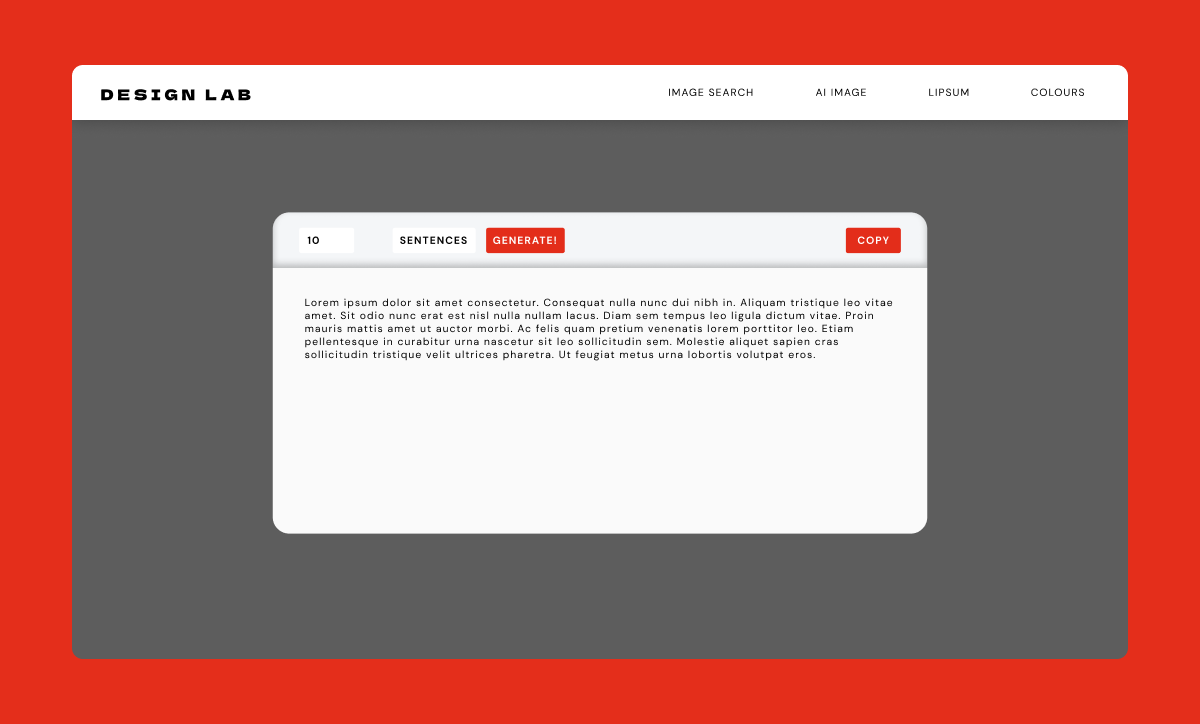 DESIGN LAB
IMAGE SEARCH AI IMAGE LIPSUM COLOURS
10 SENTENCES GENERATE! COPY
Lorem ipsum dolor sit amet consectetur. Consequat nulla nunc dui nibh in. Aliquam tristique leo vitae
amet. Sit odio nunc erat est nisl nulla nullam lacus. Diam sem tempus leo ligula dictum vitae. Proin
mauris mattis amet ut auctor morbi. Ac felis quam pretium venenatis lorem porttitor leo. Etiam
pellentesque in curabitur urna nascetur sit leo sollicitudin sem. Molestie aliquet sapien cras
sollicitudin tristique velit ultrices pharetra. Ut feugiat metus urna lobortis volutpat eros.